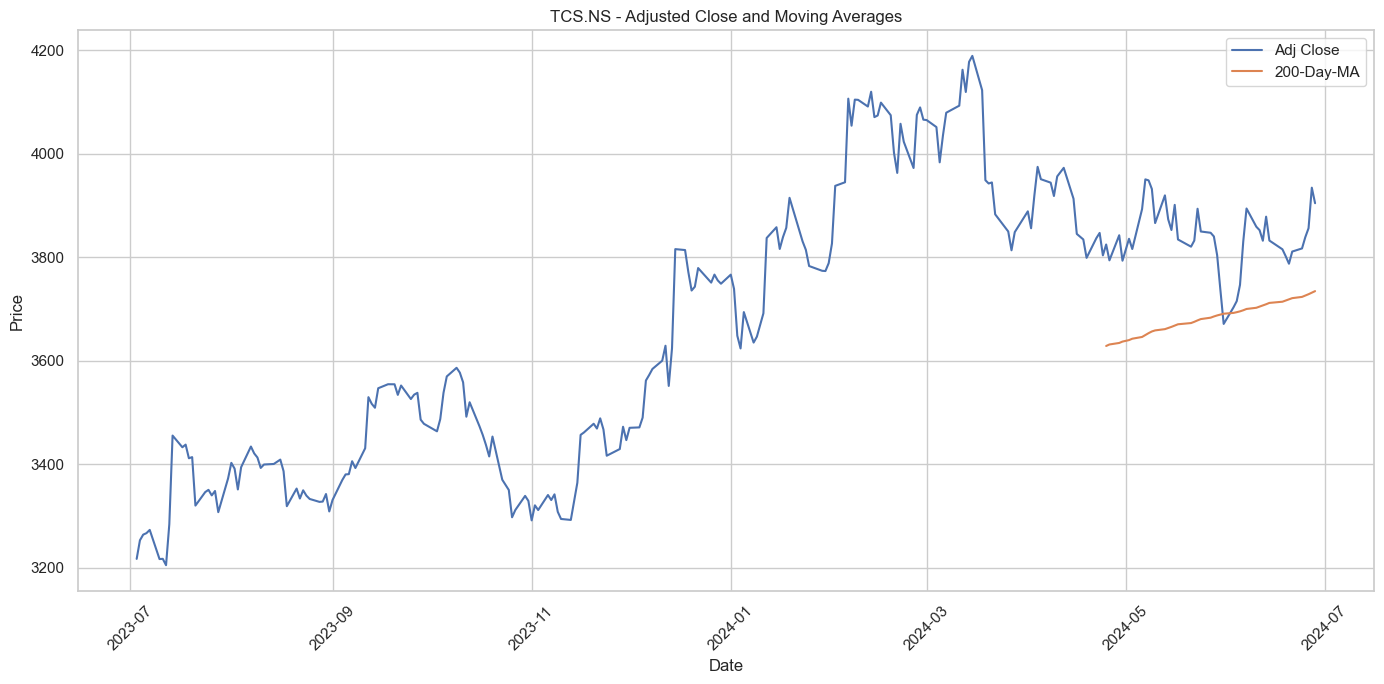 TCS.NS - Adjusted Close and Moving Averages
Adj Close
200-Day-MA
Price
4200
4000
3800
3600
3400
3200
2023-07
2023-09
2023-11
2024-01
2024-03
2024-05
2024-07
Date